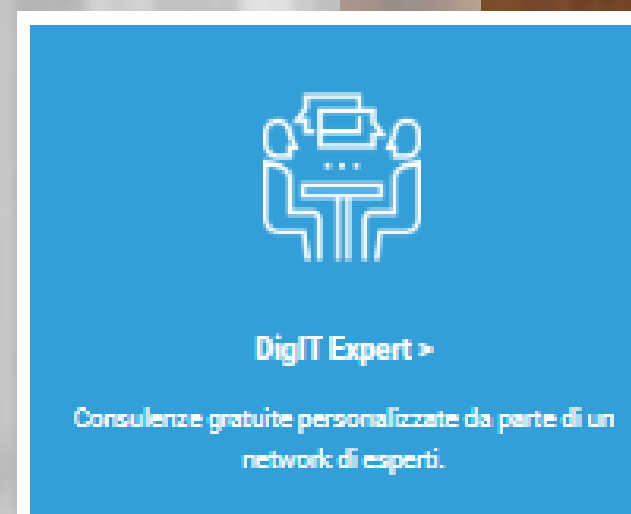 DigIT Expert >
Consulenze gratuite personalizzate da parte di un
network di esperti.